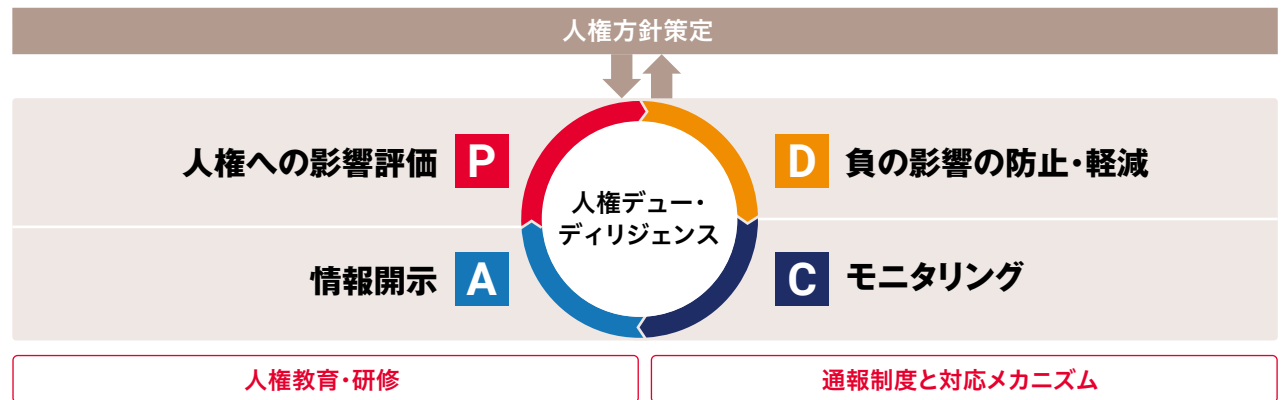 人権方針策定
人権への影響評価 P
D 負の影響の防止・軽減
人権デュー・
ディリジェンス
情報開示 A
C モニタリング
人権教育・研修
通報制度と対応メカニズム